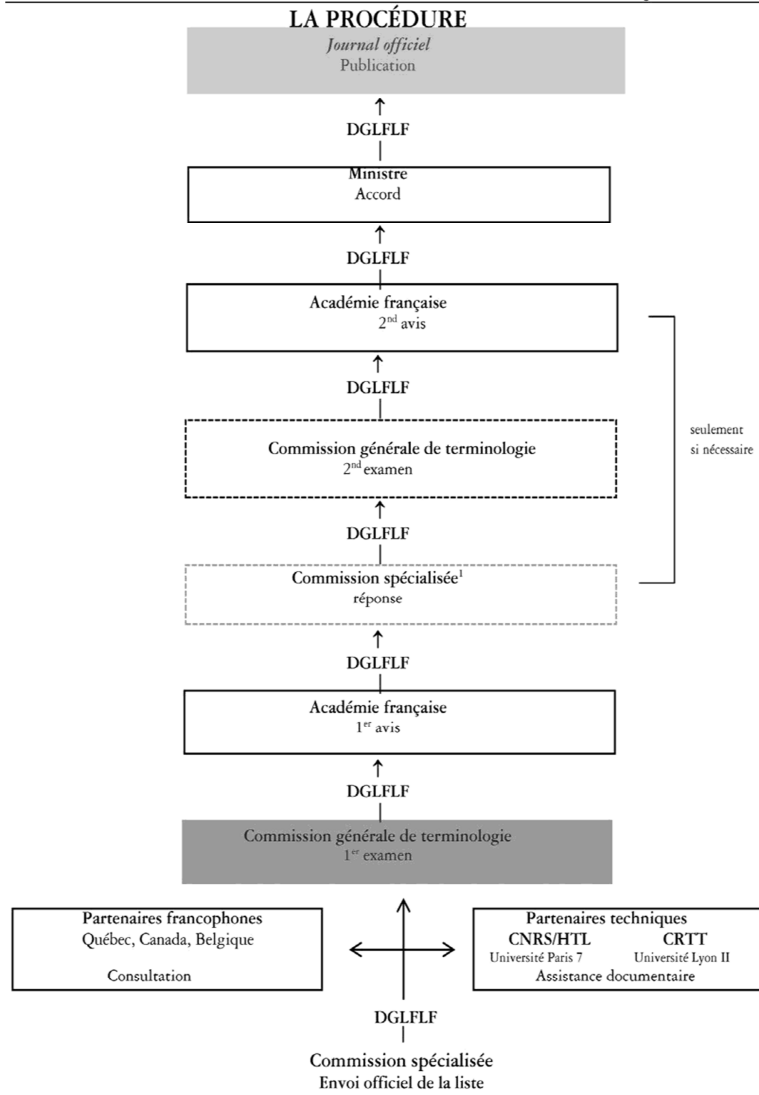 LA PROCÉDURE
Journal officiel
Publication
DGLFLF
Ministre
Accord
DGLFLF
Académie française
2nd avis
DGLFLF
Commission générale de terminologie
2nd examen
seulement
si nécessaire
DGLFLF
Commission spécialisée1
réponse
DGLFLF
Académie française
1er avis
DGLFLF
Commission générale de terminologie
1er examen
Partenaires francophones
Québec, Canada, Belgique
Consultation
Partenaires techniques
CNRS/HTL CRTT
Université Paris 7 Université Lyon II
Assistance documentaire
DGLFLF
Commission spécialisée
Envoi officiel de la liste